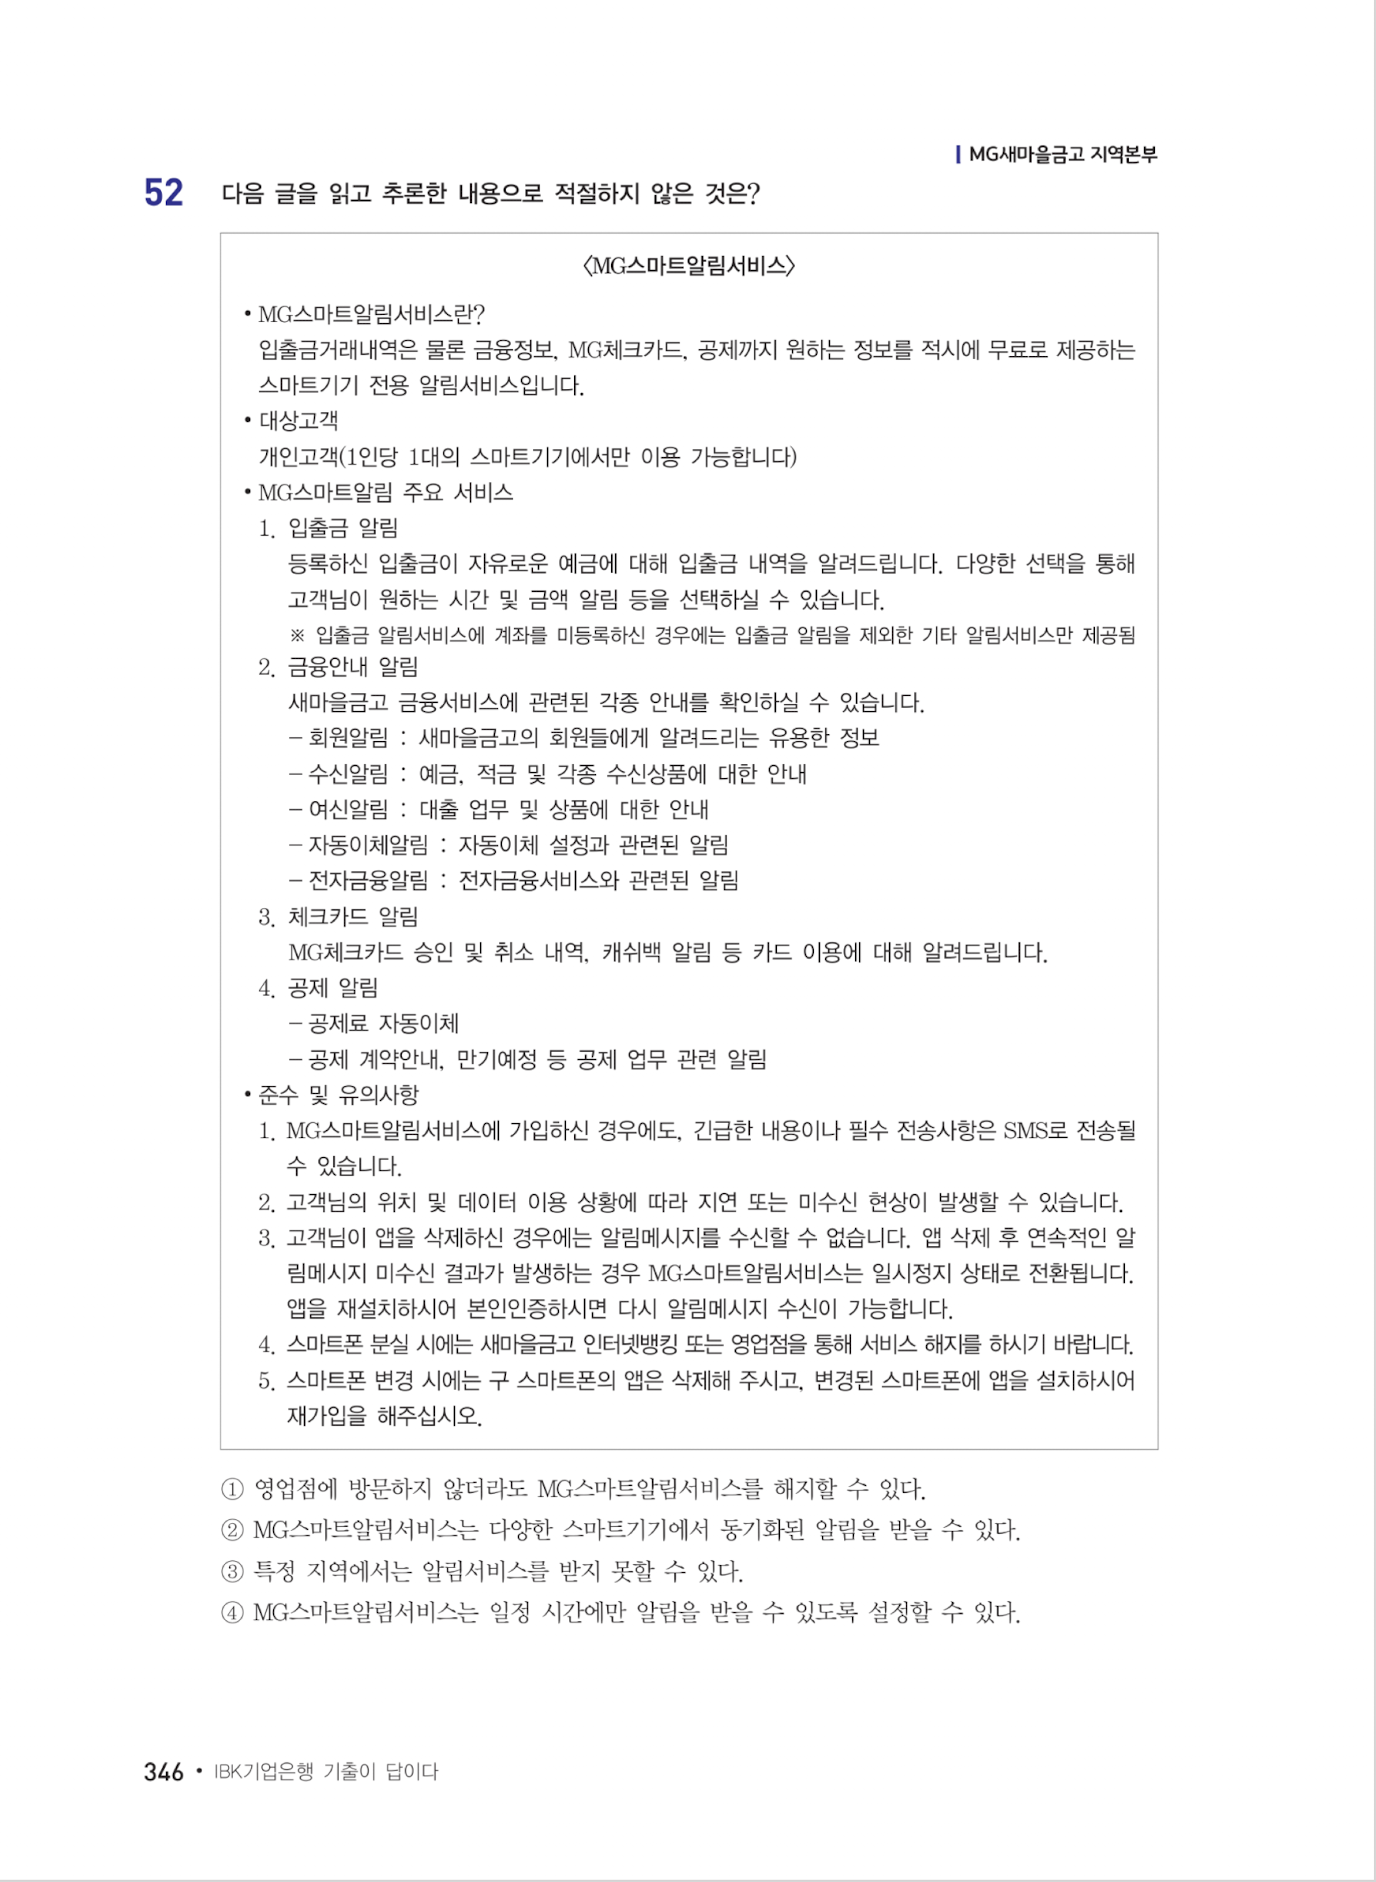 MG새마을금고 지역본부
52 다음 글을 읽고 추론한 내용으로 적절하지 않은 것은?
〈MG스마트알림서비스〉
• MG스마트알림서비스란?
입출금거래내역은 물론 금융정보, MG체크카드, 공제까지 원하는 정보를 적시에 무료로 제공하는
스마트기기 전용 알림서비스입니다.
• 대상고객
개인고객(1인당 1대의 스마트기기에서만 이용 가능합니다)
• MG스마트알림 주요 서비스
1. 입출금 알림
등록하신 입출금이 자유로운 예금에 대해 입출금 내역을 알려드립니다. 다양한 선택을 통해
고객님이 원하는 시간 및 금액 알림 등을 선택하실 수 있습니다.
※ 입출금 알림서비스에 계좌를 미등록하신 경우에는 입출금 알림을 제외한 기타 알림서비스만 제공됨
2. 금융안내 알림
새마을금고 금융서비스에 관련된 각종 안내를 확인하실 수 있습니다.
– 회원알림 : 새마을금고의 회원들에게 알려드리는 유용한 정보
– 수신알림 : 예금, 적금 및 각종 수신상품에 대한 안내
– 여신알림 : 대출 업무 및 상품에 대한 안내
– 자동이체알림 : 자동이체 설정과 관련된 알림
– 전자금융알림 : 전자금융서비스와 관련된 알림
3. 체크카드 알림
MG체크카드 승인 및 취소 내역, 캐쉬백 알림 등 카드 이용에 대해 알려드립니다.
4. 공제 알림
– 공제료 자동이체
– 공제 계약안내, 만기예정 등 공제 업무 관련 알림
• 준수 및 유의사항
1. MG스마트알림서비스에 가입하신 경우에도, 긴급한 내용이나 필수 전송사항은 SMS로 전송될
수 있습니다.
2. 고객님의 위치 및 데이터 이용 상황에 따라 지연 또는 미수신 현상이 발생할 수 있습니다.
3. 고객님이 앱을 삭제하신 경우에는 알림메시지를 수신할 수 없습니다. 앱 삭제 후 연속적인 알
림메시지 미수신 결과가 발생하는 경우 MG스마트알림서비스는 일시정지 상태로 전환됩니다.
앱을 재설치하시어 본인인증하시면 다시 알림메시지 수신이 가능합니다.
4. 스마트폰 분실 시에는 새마을금고 인터넷뱅킹 또는 영업점을 통해 서비스 해지를 하시기 바랍니다.
5. 스마트폰 변경 시에는 구 스마트폰의 앱은 삭제해 주시고, 변경된 스마트폰에 앱을 설치하시어
재가입을 해주십시오.
① 영업점에 방문하지 않더라도 MG스마트알림서비스를 해지할 수 있다.
② MG스마트알림서비스는 다양한 스마트기기에서 동기화된 알림을 받을 수 있다.
③ 특정 지역에서는 알림서비스를 받지 못할 수 있다.
④ MG스마트알림서비스는 일정 시간에만 알림을 받을 수 있도록 설정할 수 있다.
346 • IBK기업은행 기출이 답이다